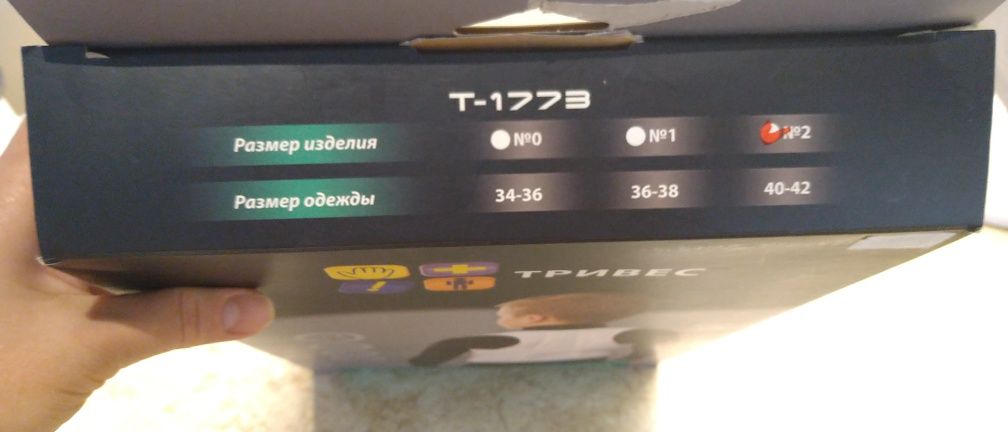 T-1773
Размер изделия №0 №1 №2
Размер одежды 34-36 36-38 40-42
ТРИВЕС